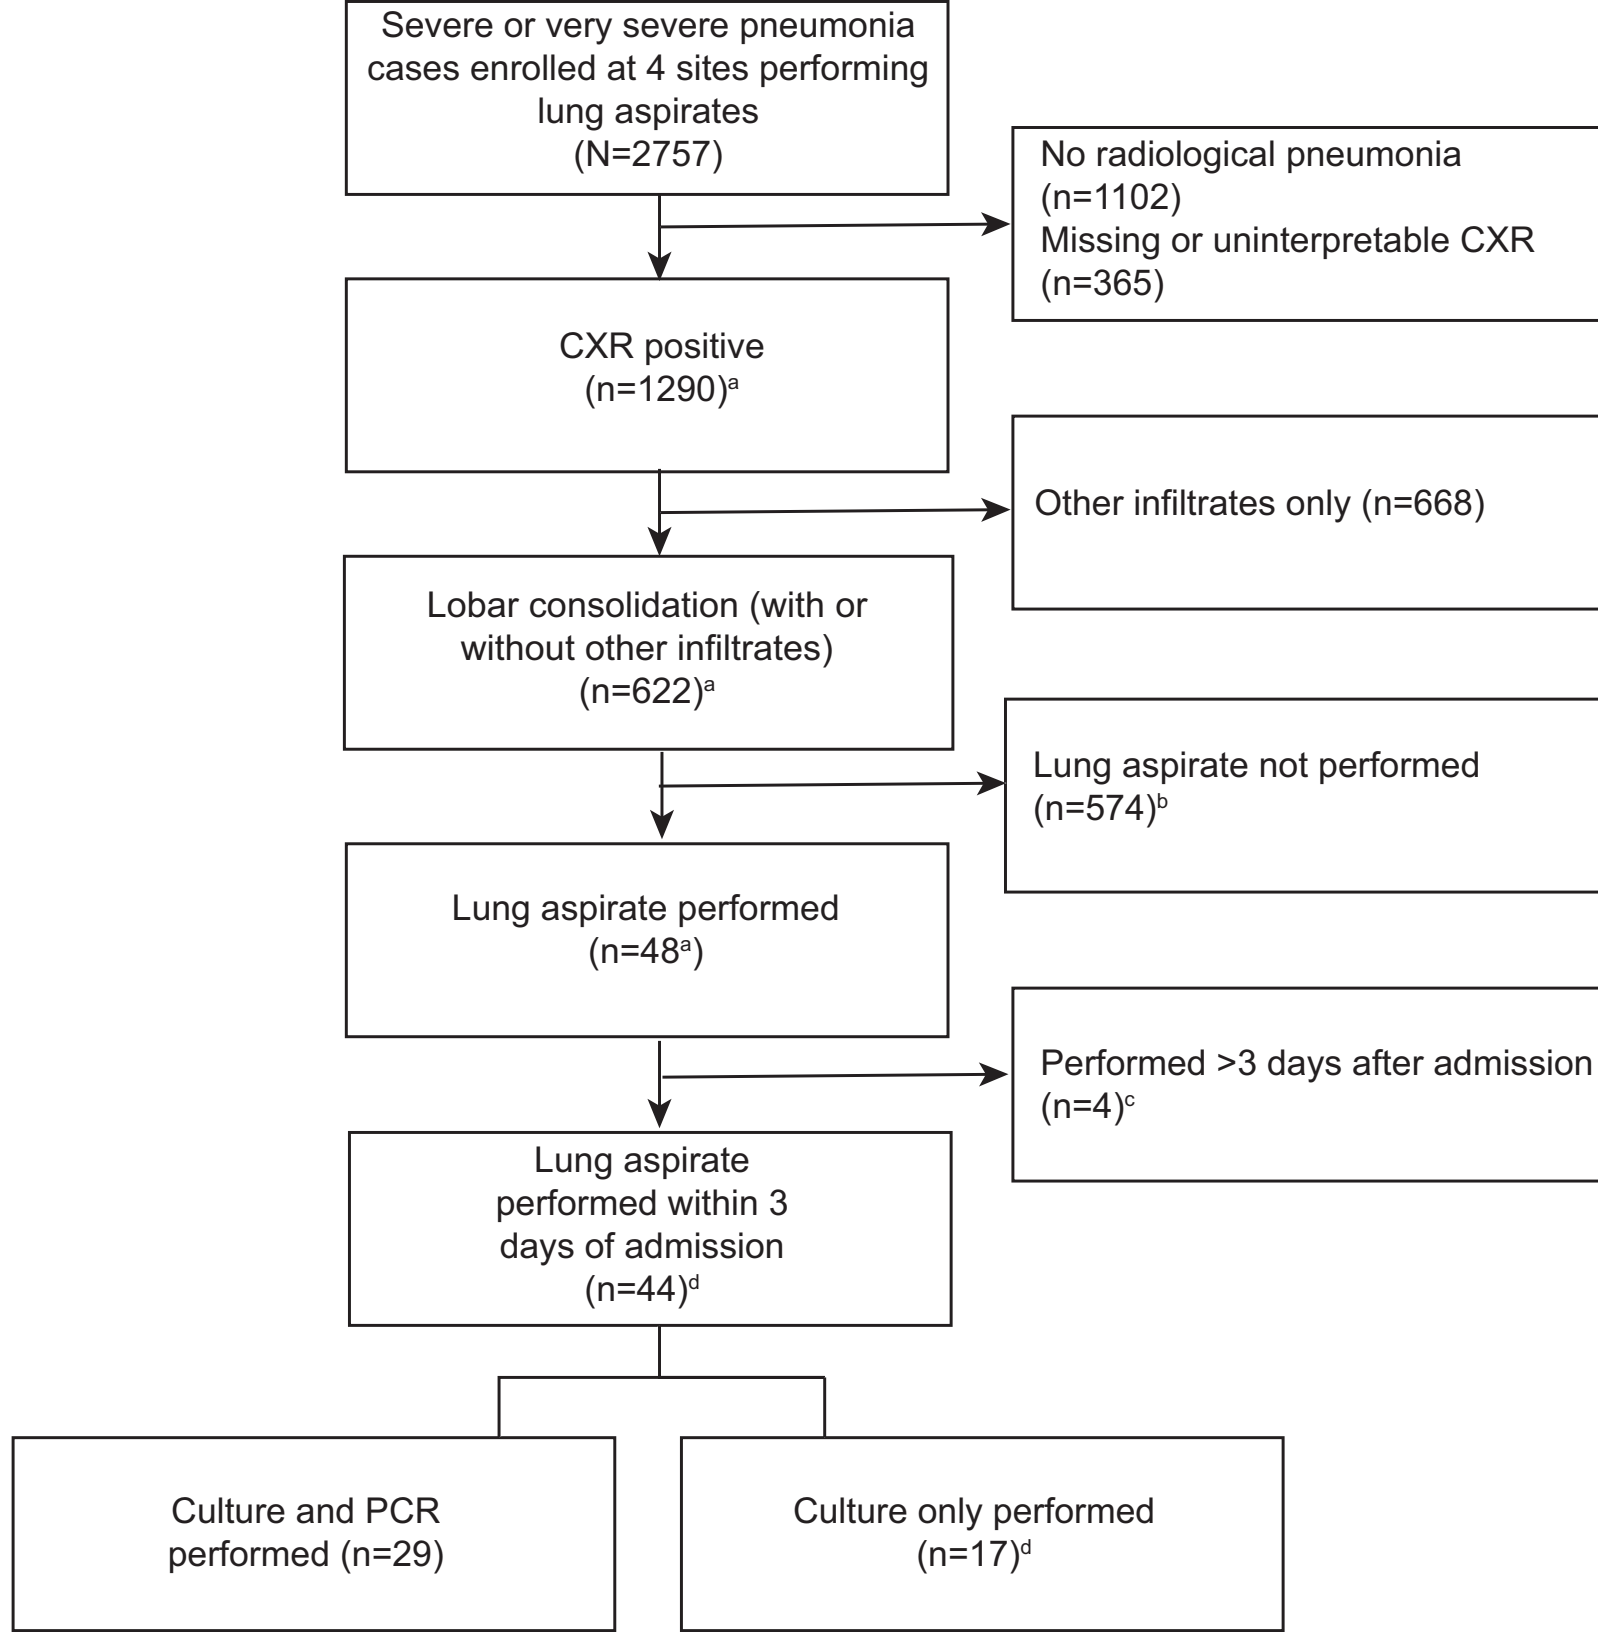 Severe or very severe pneumonia
cases enrolled at 4 sites performing
lung aspirates
(N=2757)
No radiological pneumonia
(n=1102)
Missing or uninterpretable CXR
(n=365)
CXR positive
(n=1290)ᵃ
Other infiltrates only (n=668)
Lobar consolidation (with or
without other infiltrates)
(n=622)ᵃ
Lung aspirate not performed
(n=574)ᵇ
Lung aspirate performed
(n=48ᵃ)
Performed >3 days after admission
(n=4)ᶜ
Lung aspirate
performed within 3
days of admission
(n=44)ᵈ
Culture and PCR
performed (n=29)
Culture only performed
(n=17)ᵈ